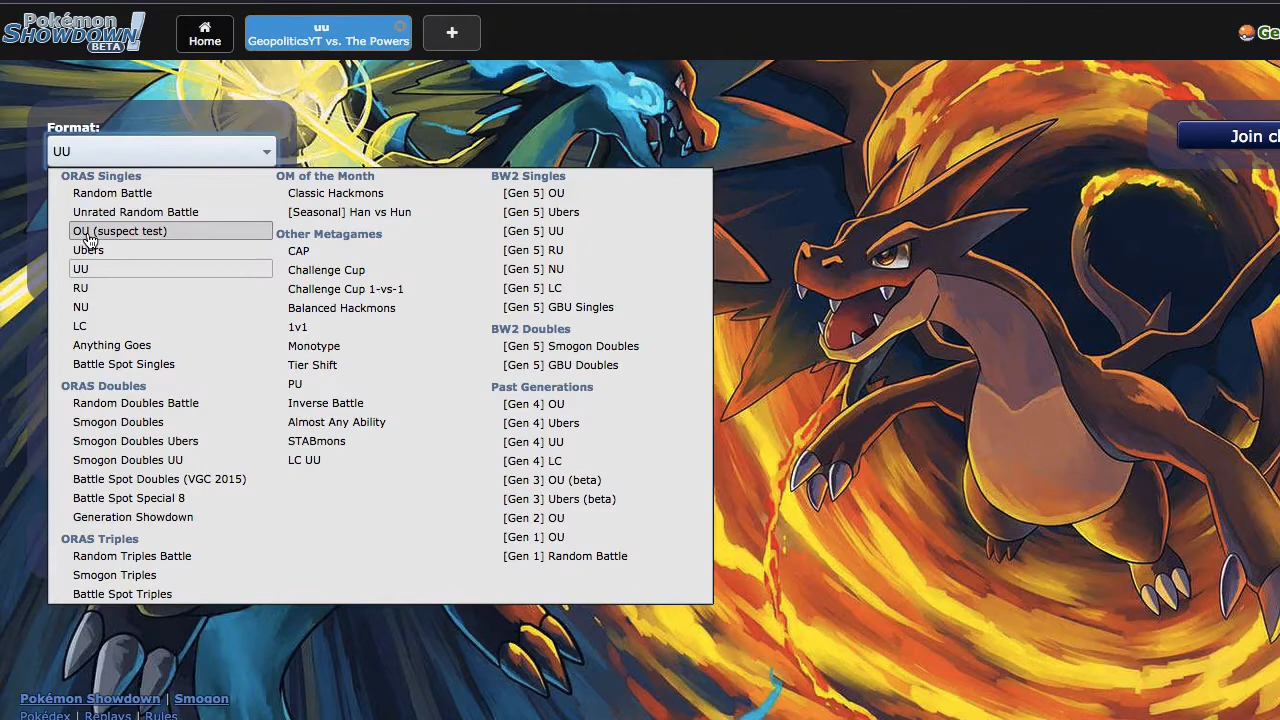 Pokémon
SHOWDOWN!
BETA
Home
uu
GeopoliticsYT vs. The Powers
+
Ge
Format:
UU
ORAS Singles
Random Battle
Unrated Random Battle
OU (suspect test)
Ubers
UU
RU
NU
LC
Anything Goes
Battle Spot Singles
ORAS Doubles
Random Doubles Battle
Smogon Doubles
Smogon Doubles Ubers
Smogon Doubles UU
Battle Spot Doubles (VGC 2015)
Battle Spot Special 8
Generation Showdown
ORAS Triples
Random Triples Battle
Smogon Triples
Battle Spot Triples
OM of the Month
Classic Hackmons
[Seasonal] Han vs Hun
Other Metagames
CAP
Challenge Cup
Challenge Cup 1-vs-1
Balanced Hackmons
1v1
Monotype
Tier Shift
PU
Inverse Battle
Almost Any Ability
STABmons
LC UU
BW2 Singles
[Gen 5] OU
[Gen 5] Ubers
[Gen 5] UU
[Gen 5] RU
[Gen 5] NU
[Gen 5] LC
[Gen 5] GBU Singles
BW2 Doubles
[Gen 5] Smogon Doubles
[Gen 5] GBU Doubles
Past Generations
[Gen 4] OU
[Gen 4] Ubers
[Gen 4] UU
[Gen 4] LC
[Gen 3] OU (beta)
[Gen 3] Ubers (beta)
[Gen 2] OU
[Gen 1] OU
[Gen 1] Random Battle
Join c
Pokémon Showdown | Smogon
Pokédex | Replays | Rules